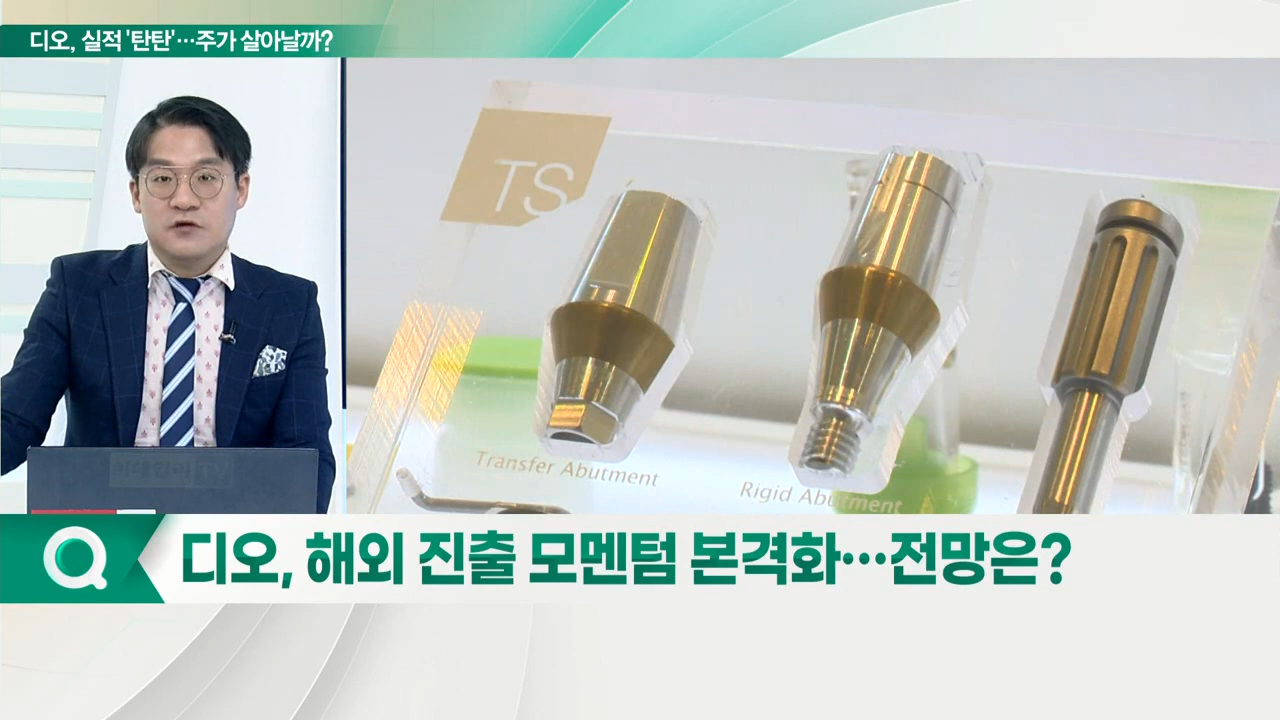 디오, 실적 '탄탄'…주가 살아날까?
TS
Transfer Abutment
Rigid Abutment
디오, 해외 진출 모멘텀 본격화…전망은?